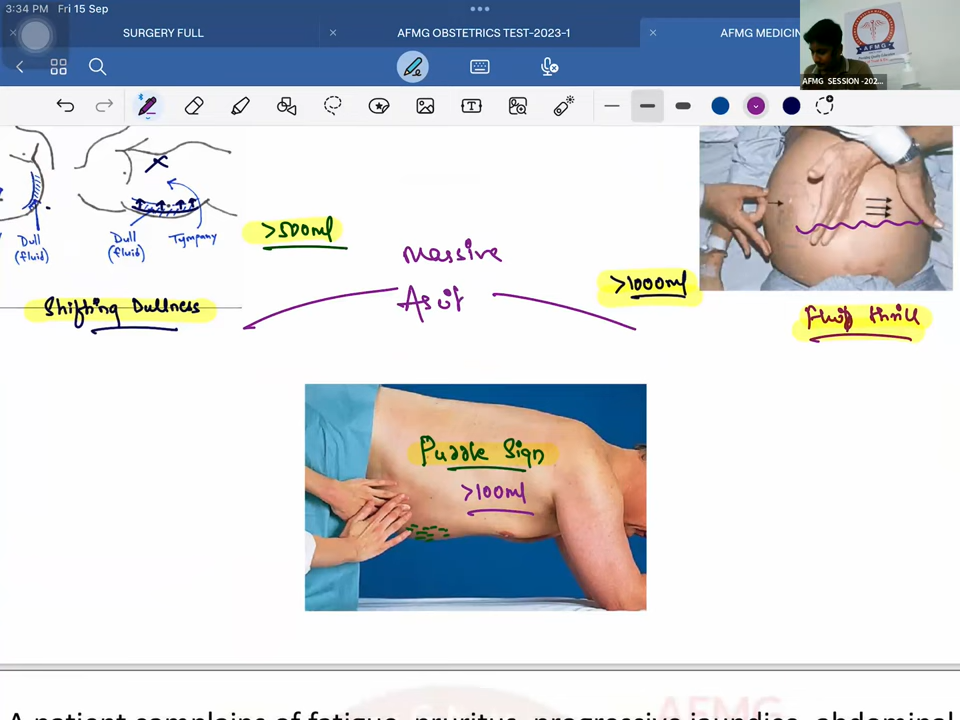 3:34 PM Fri 15 Sep
SURGERY FULL
AFMG OBSTETRICS TEST-2023-1
AFMG MEDICIN
AFMG
AFMG SESSION -202...
Dull
(fluid)
Dull
(fluid)
Tympany
>500ml
Massive
Ascit
>1000ml
Shifting Dullness
Fluid thrill
Puddle Sign
>100ml
AFMG
A patient complains of fatigue, pruritus, progressive jaundice, abdominal